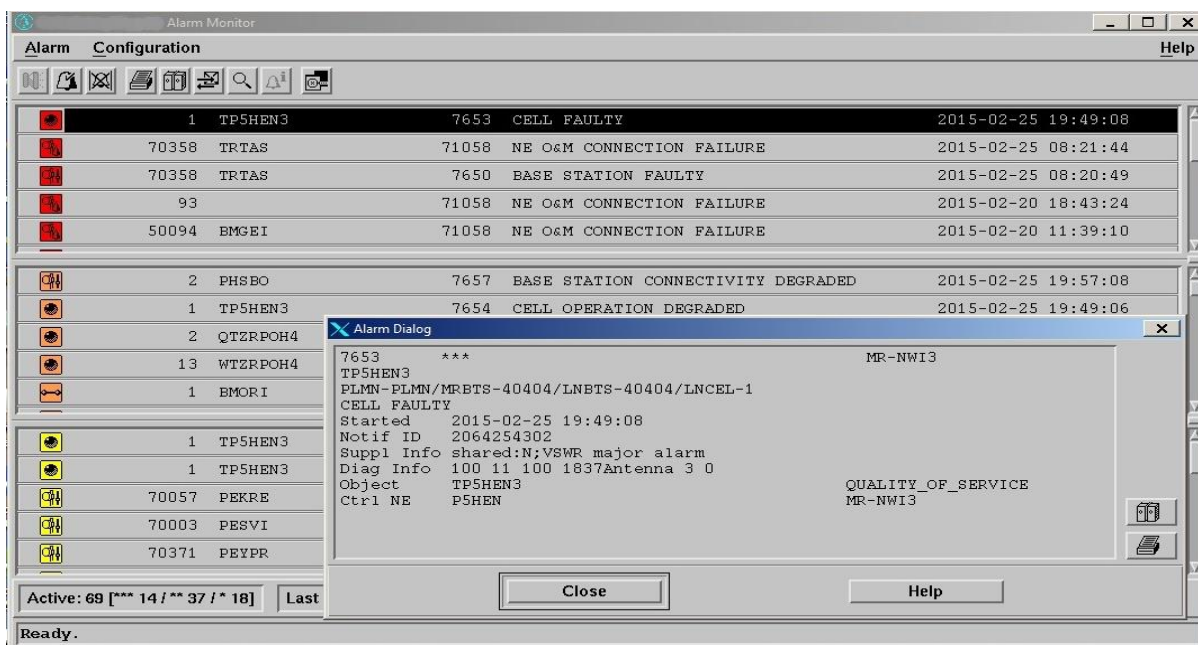 Alarm Monitor
Alarm Configuration Help
1 TP5HEN3 7653 CELL FAULTY 2015-02-25 19:49:08
70358 TRTAS 71058 NE O&M CONNECTION FAILURE 2015-02-25 08:21:44
70358 TRTAS 7650 BASE STATION FAULTY 2015-02-25 08:20:49
93 71058 NE O&M CONNECTION FAILURE 2015-02-20 18:43:24
50094 BMGEI 71058 NE O&M CONNECTION FAILURE 2015-02-20 11:39:10
2 PHSBO 7657 BASE STATION CONNECTIVITY DEGRADED 2015-02-25 19:57:08
1 TP5HEN3 7654 CELL OPERATION DEGRADED 2015-02-25 19:49:06
2 QTZRPOH4
13 WTZRPOH4
1 BMORI
1 TP5HEN3
1 TP5HEN3
70057 PEKRE
70003 PESVI
70371 PEYPR
Alarm Dialog
7653 *** MR-NWI3
TP5HEN3
PLMN-PLMN/MRBTS-40404/LNBTS-40404/LNCEL-1
CELL FAULTY
Started 2015-02-25 19:49:08
Notif ID 2064254302
Suppl Info shared:N;VSWR major alarm
Diag Info 100 11 100 1837Antenna 3 0
Object TP5HEN3 QUALITY_OF_SERVICE
Ctrl NE P5HEN MR-NWI3
Close Help
Active: 69 [*** 14 / ** 37 / * 18] Last
Ready.